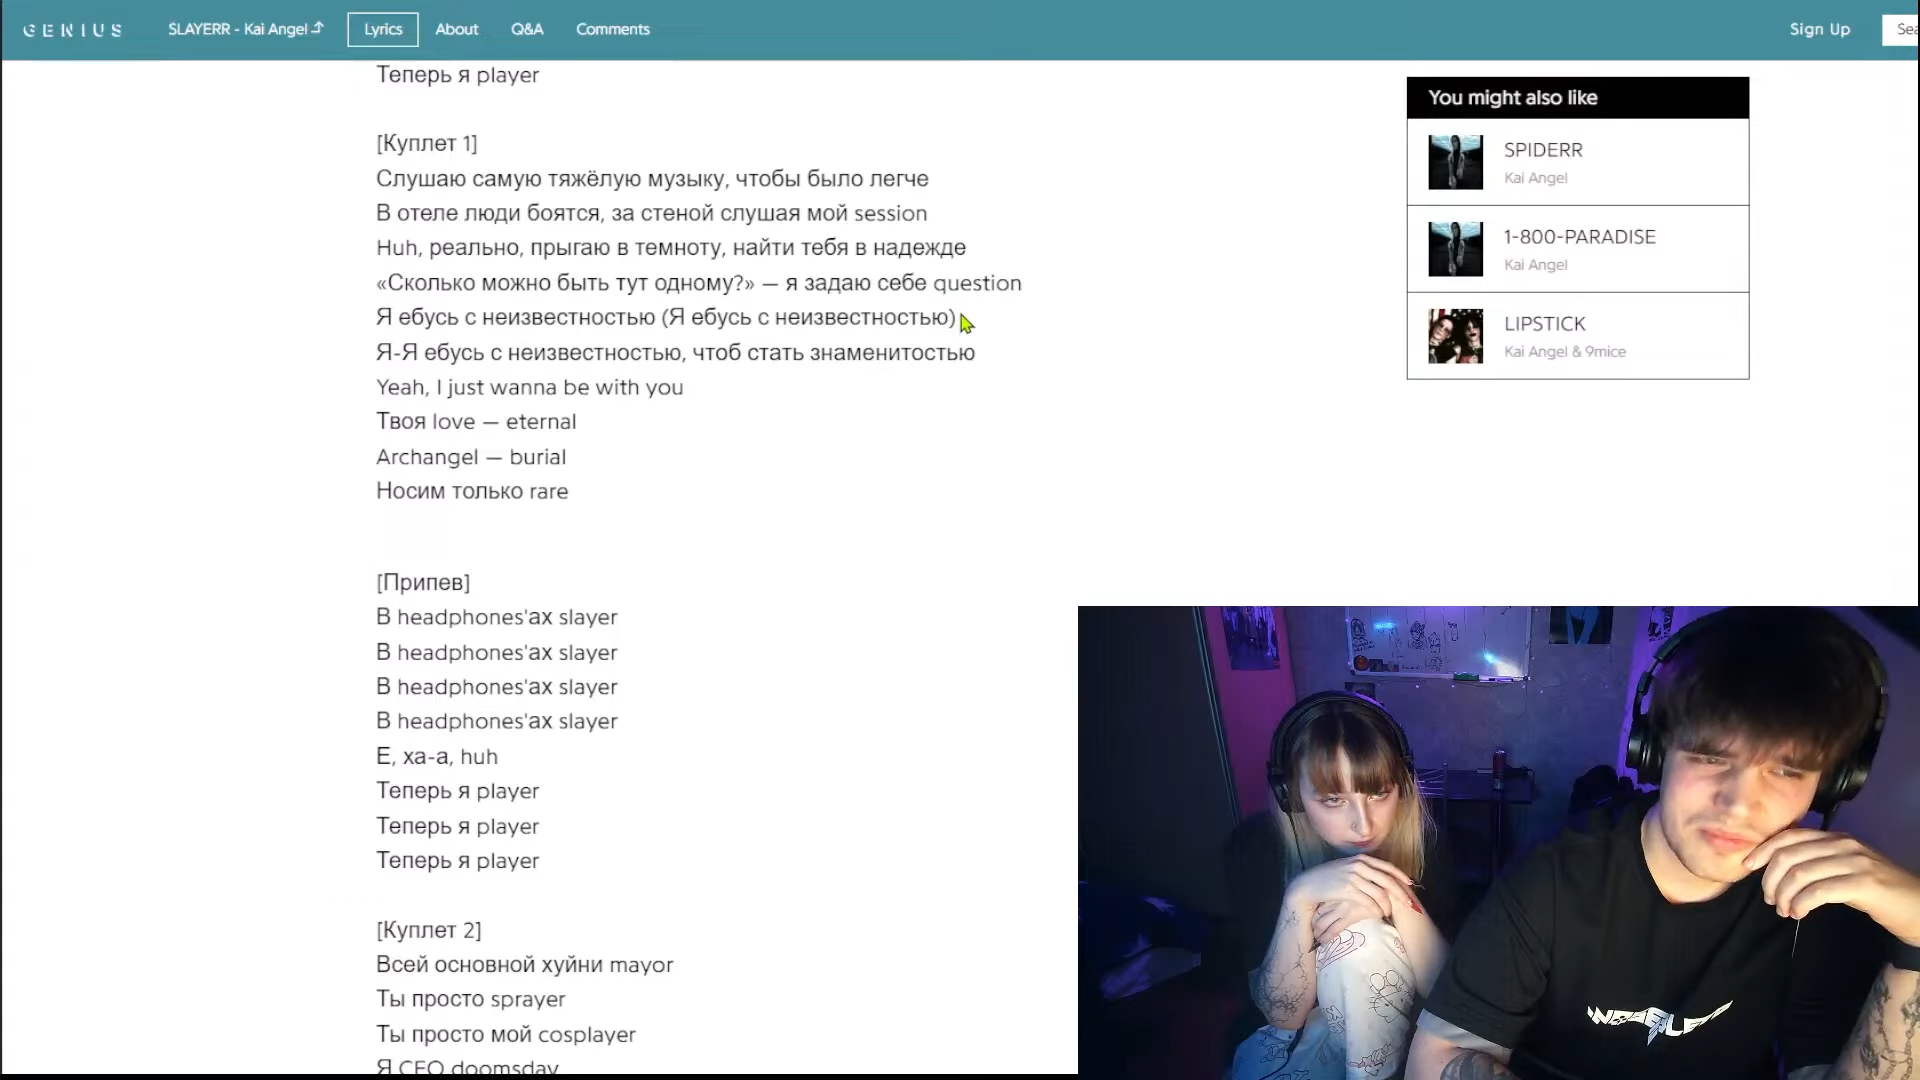 GENIUS
SLAYERR - Kai Angel
Lyrics
About
Q&A
Comments
Sign Up
Sea
Теперь я player
[Куплет 1]
Слушаю самую тяжёлую музыку, чтобы было легче
В отеле люди боятся, за стеной слушая мой session
Huh, реально, прыгаю в темноту, найти тебя в надежде
«Сколько можно быть тут одному?» — я задаю себе question
Я ебусь с неизвестностью (Я ебусь с неизвестностью)
Я-Я ебусь с неизвестностью, чтоб стать знаменитостью
Yeah, I just wanna be with you
Твоя love — eternal
Archangel — burial
Носим только rare
[Припев]
В headphones'ах slayer
В headphones'ах slayer
В headphones'ах slayer
В headphones'ах slayer
Е, ха-а, huh
Теперь я player
Теперь я player
Теперь я player
[Куплет 2]
Всей основной хуйни mayor
Ты просто sprayer
Ты просто мой cosplayer
Я CEO doomsday
You might also like
SPIDERR
Kai Angel
1-800-PARADISE
Kai Angel
LIPSTICK
Kai Angel & 9mice